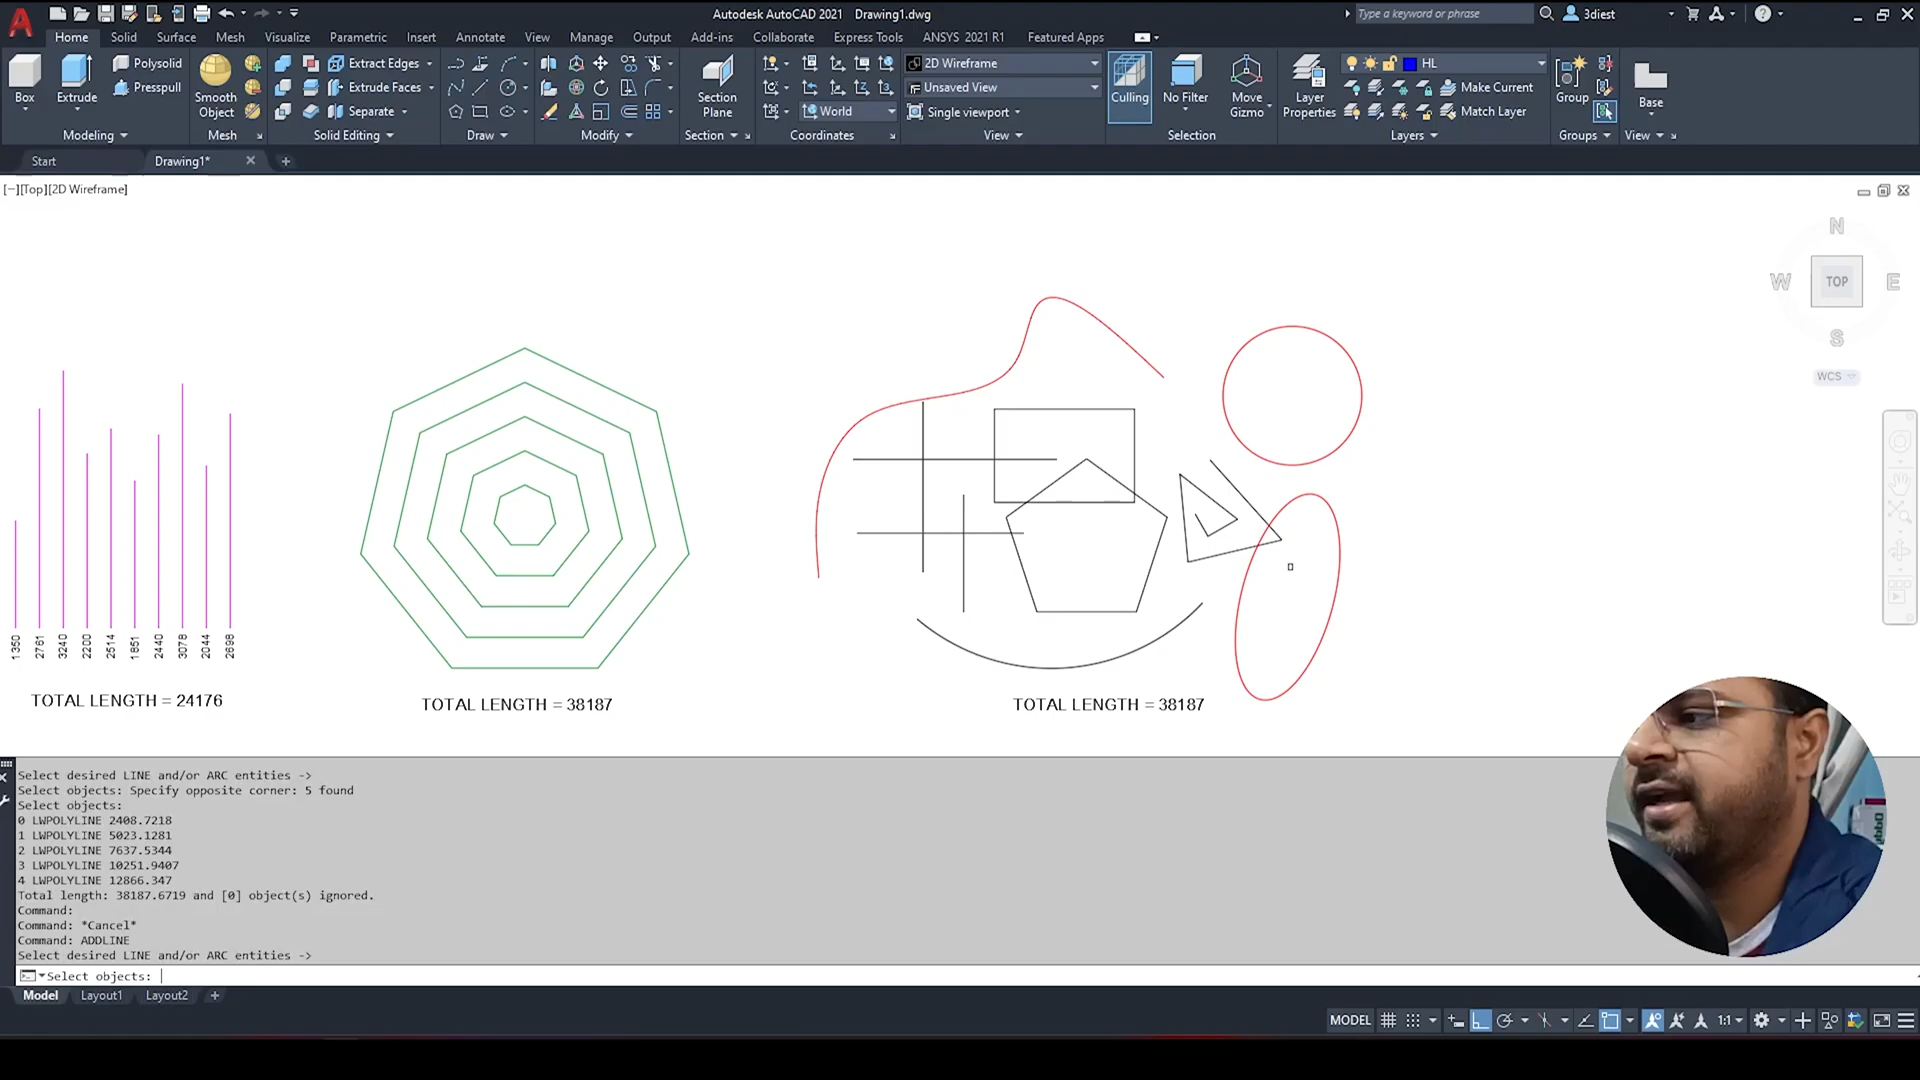 Autodesk AutoCAD 2021 Drawing1.dwg
Type a keyword or phrase
3diest
Home Solid Surface Mesh Visualize Parametric Insert Annotate View Manage Output Add-ins Collaborate Express Tools ANSYS 2021 R1 Featured Apps
Box
Extrude
Polysolid
Presspull
Modeling
Smooth Object
Mesh
Extract Edges
Extrude Faces
Separate
Solid Editing
Draw
Modify
Section Plane
Section
World
Coordinates
2D Wireframe
Unsaved View
Single viewport
View
Culling
No Filter
Move Gizmo
Selection
Layer Properties
HL
Make Current
Match Layer
Layers
Group
Groups
Base
View
Start
Drawing1*
[−][Top][2D Wireframe]
N
W
TOP
E
S
WCS
1350
2761
3240
2200
2514
1851
2440
3078
2044
2698
TOTAL LENGTH = 24176
TOTAL LENGTH = 38187
TOTAL LENGTH = 38187
Select desired LINE and/or ARC entities ->
Select objects: Specify opposite corner: 5 found
Select objects:
0 LWPOLYLINE 2408.7218
1 LWPOLYLINE 5023.1281
2 LWPOLYLINE 7637.5344
3 LWPOLYLINE 10251.9407
4 LWPOLYLINE 12866.347
Total length: 38187.6719 and [0] object(s) ignored.
Command:
Command: *Cancel*
Command: ADDLINE
Select desired LINE and/or ARC entities ->
Select objects:
Model Layout1 Layout2
MODEL
1:1